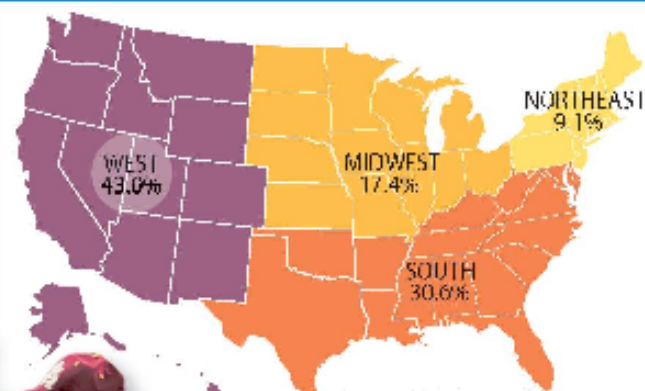 NORTHEAST
9.1%
WEST
43.0%
MIDWEST
17.4%
SOUTH
30.6%